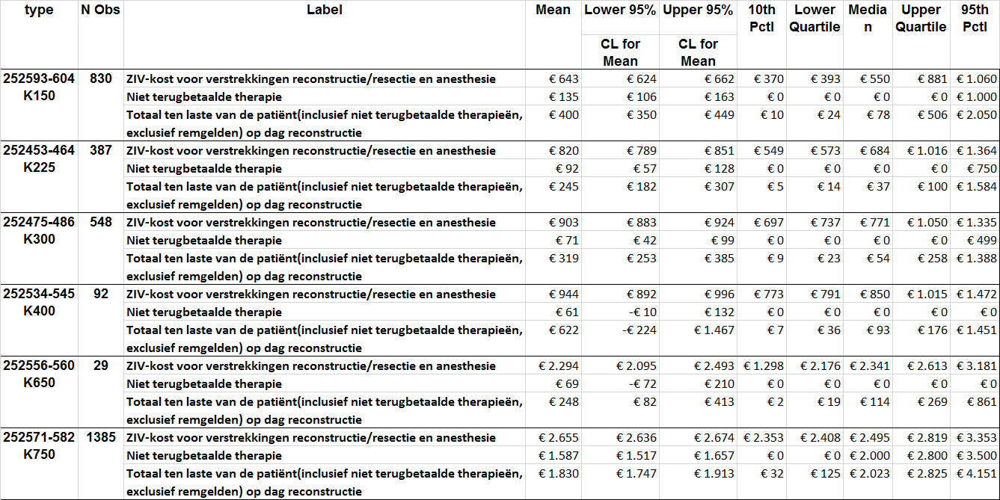 type N Obs Label Mean Lower 95% Upper 95% 10th Lower Media Upper 95th
Pctl Quartile n Quartile Pctl
CL for CL for
Mean Mean
252593-604 830 ZIV-kost voor verstrekkingen reconstructie/resectie en anesthesie € 643 € 624 € 662 € 370 € 393 € 550 € 881 € 1.060
K150 Niet terugbetaalde therapie € 135 € 106 € 163 € 0 € 0 € 0 € 0 € 1.000
Totaal ten laste van de patiënt(inclusief niet terugbetaalde therapieën, € 400 € 350 € 449 € 10 € 24 € 78 € 506 € 2.050
exclusief remgelden) op dag reconstructie
252453-464 387 ZIV-kost voor verstrekkingen reconstructie/resectie en anesthesie € 820 € 789 € 851 € 549 € 573 € 684 € 1.016 € 1.364
K225 Niet terugbetaalde therapie € 92 € 57 € 128 € 0 € 0 € 0 € 0 € 750
Totaal ten laste van de patiënt(inclusief niet terugbetaalde therapieën, € 245 € 182 € 307 € 5 € 14 € 37 € 100 € 1.584
exclusief remgelden) op dag reconstructie
252475-486 548 ZIV-kost voor verstrekkingen reconstructie/resectie en anesthesie € 903 € 883 € 924 € 697 € 737 € 771 € 1.050 € 1.335
K300 Niet terugbetaalde therapie € 71 € 42 € 99 € 0 € 0 € 0 € 0 € 499
Totaal ten laste van de patiënt(inclusief niet terugbetaalde therapieën, € 319 € 253 € 385 € 9 € 23 € 54 € 258 € 1.388
exclusief remgelden) op dag reconstructie
252534-545 92 ZIV-kost voor verstrekkingen reconstructie/resectie en anesthesie € 944 € 892 € 996 € 773 € 791 € 850 € 1.015 € 1.472
K400 Niet terugbetaalde therapie € 61 -€ 10 € 132 € 0 € 0 € 0 € 0 € 0
Totaal ten laste van de patiënt(inclusief niet terugbetaalde therapieën, € 622 -€ 224 € 1.467 € 7 € 36 € 93 € 176 € 1.451
exclusief remgelden) op dag reconstructie
252556-560 29 ZIV-kost voor verstrekkingen reconstructie/resectie en anesthesie € 2.294 € 2.095 € 2.493 € 1.298 € 2.176 € 2.341 € 2.613 € 3.181
K650 Niet terugbetaalde therapie € 69 -€ 72 € 210 € 0 € 0 € 0 € 0 € 0
Totaal ten laste van de patiënt(inclusief niet terugbetaalde therapieën, € 248 € 82 € 413 € 2 € 19 € 114 € 269 € 861
exclusief remgelden) op dag reconstructie
252571-582 1385 ZIV-kost voor verstrekkingen reconstructie/resectie en anesthesie € 2.655 € 2.636 € 2.674 € 2.353 € 2.408 € 2.495 € 2.819 € 3.353
K750 Niet terugbetaalde therapie € 1.587 € 1.517 € 1.657 € 0 € 0 € 2.000 € 2.800 € 3.500
Totaal ten laste van de patiënt(inclusief niet terugbetaalde therapieën, € 1.830 € 1.747 € 1.913 € 32 € 125 € 2.023 € 2.825 € 4.151
exclusief remgelden) op dag reconstructie